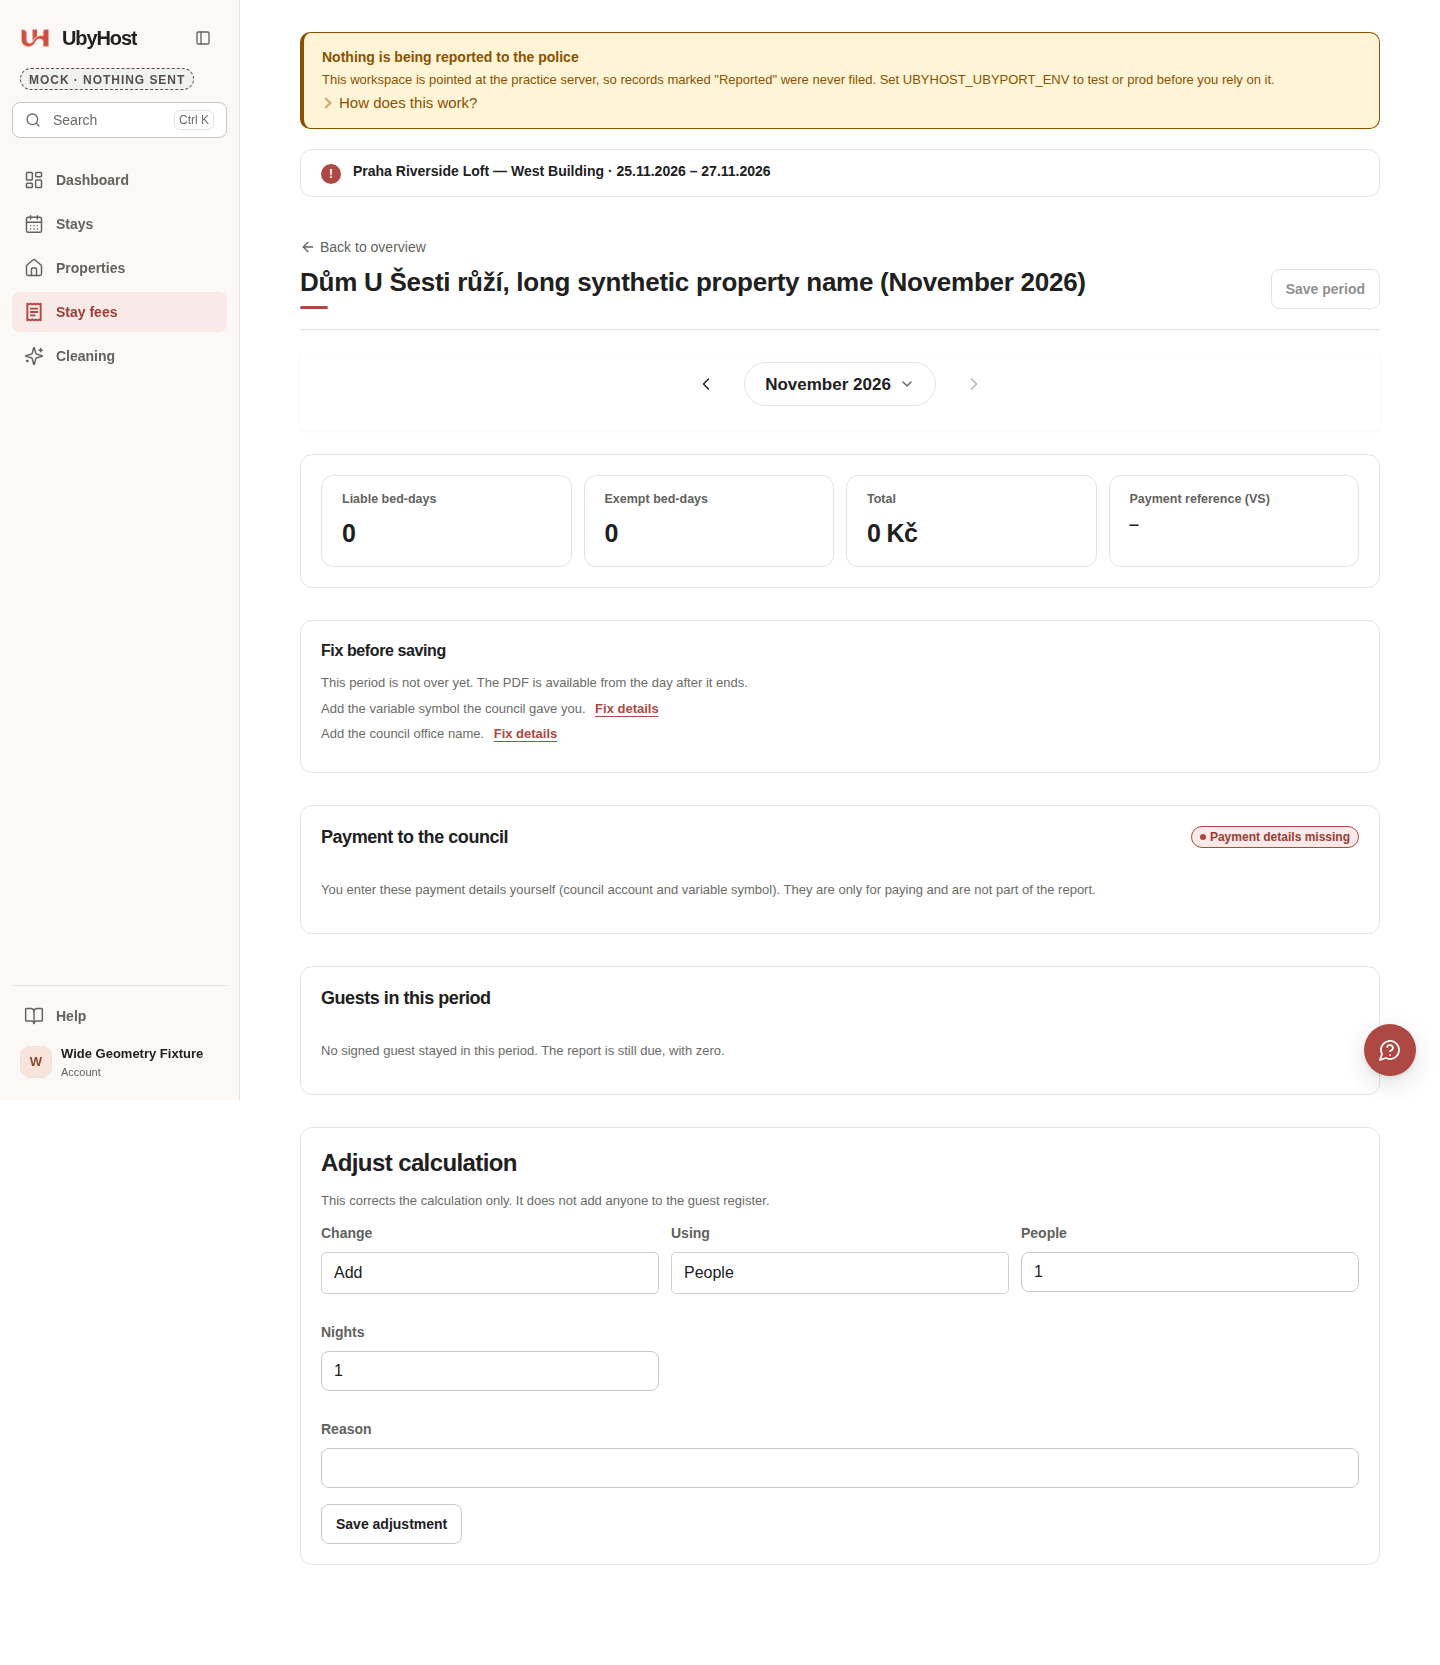 UbyHost
MOCK · NOTHING SENT
Search Ctrl K
Dashboard
Stays
Properties
Stay fees
Cleaning
Help
W
Wide Geometry Fixture
Account
Nothing is being reported to the police
This workspace is pointed at the practice server, so records marked "Reported" were never filed. Set UBYHOST_UBYPORT_ENV to test or prod before you rely on it.
How does this work?
! Praha Riverside Loft — West Building · 25.11.2026 – 27.11.2026
Back to overview
Dům U Šesti růží, long synthetic property name (November 2026)
Save period
November 2026
Liable bed-days
0
Exempt bed-days
0
Total
0 Kč
Payment reference (VS)
–
Fix before saving
This period is not over yet. The PDF is available from the day after it ends.
Add the variable symbol the council gave you. Fix details
Add the council office name. Fix details
Payment to the council
Payment details missing
You enter these payment details yourself (council account and variable symbol). They are only for paying and are not part of the report.
Guests in this period
No signed guest stayed in this period. The report is still due, with zero.
Adjust calculation
This corrects the calculation only. It does not add anyone to the guest register.
Change
Add
Using
People
People
1
Nights
1
Reason
Save adjustment